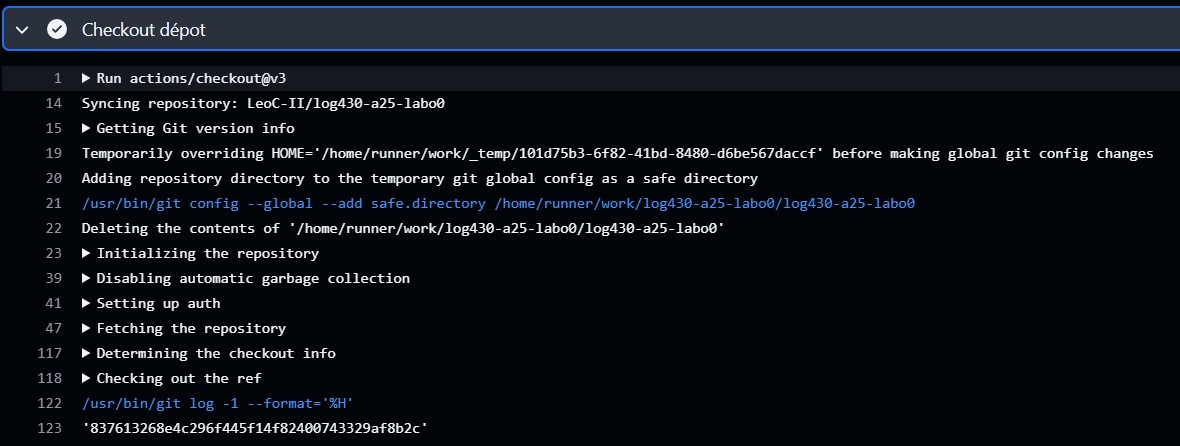 Checkout dépot
1 Run actions/checkout@v3
14 Syncing repository: LeoC-II/log430-a25-labo0
15 Getting Git version info
19 Temporarily overriding HOME='/home/runner/work/_temp/101d75b3-6f82-41bd-8480-d6be567daccf' before making global git config changes
20 Adding repository directory to the temporary git global config as a safe directory
21 /usr/bin/git config --global --add safe.directory /home/runner/work/log430-a25-labo0/log430-a25-labo0
22 Deleting the contents of '/home/runner/work/log430-a25-labo0/log430-a25-labo0'
23 Initializing the repository
39 Disabling automatic garbage collection
41 Setting up auth
47 Fetching the repository
117 Determining the checkout info
118 Checking out the ref
122 /usr/bin/git log -1 --format='%H'
123 '837613268e4c296f445f14f82400743329af8b2c'